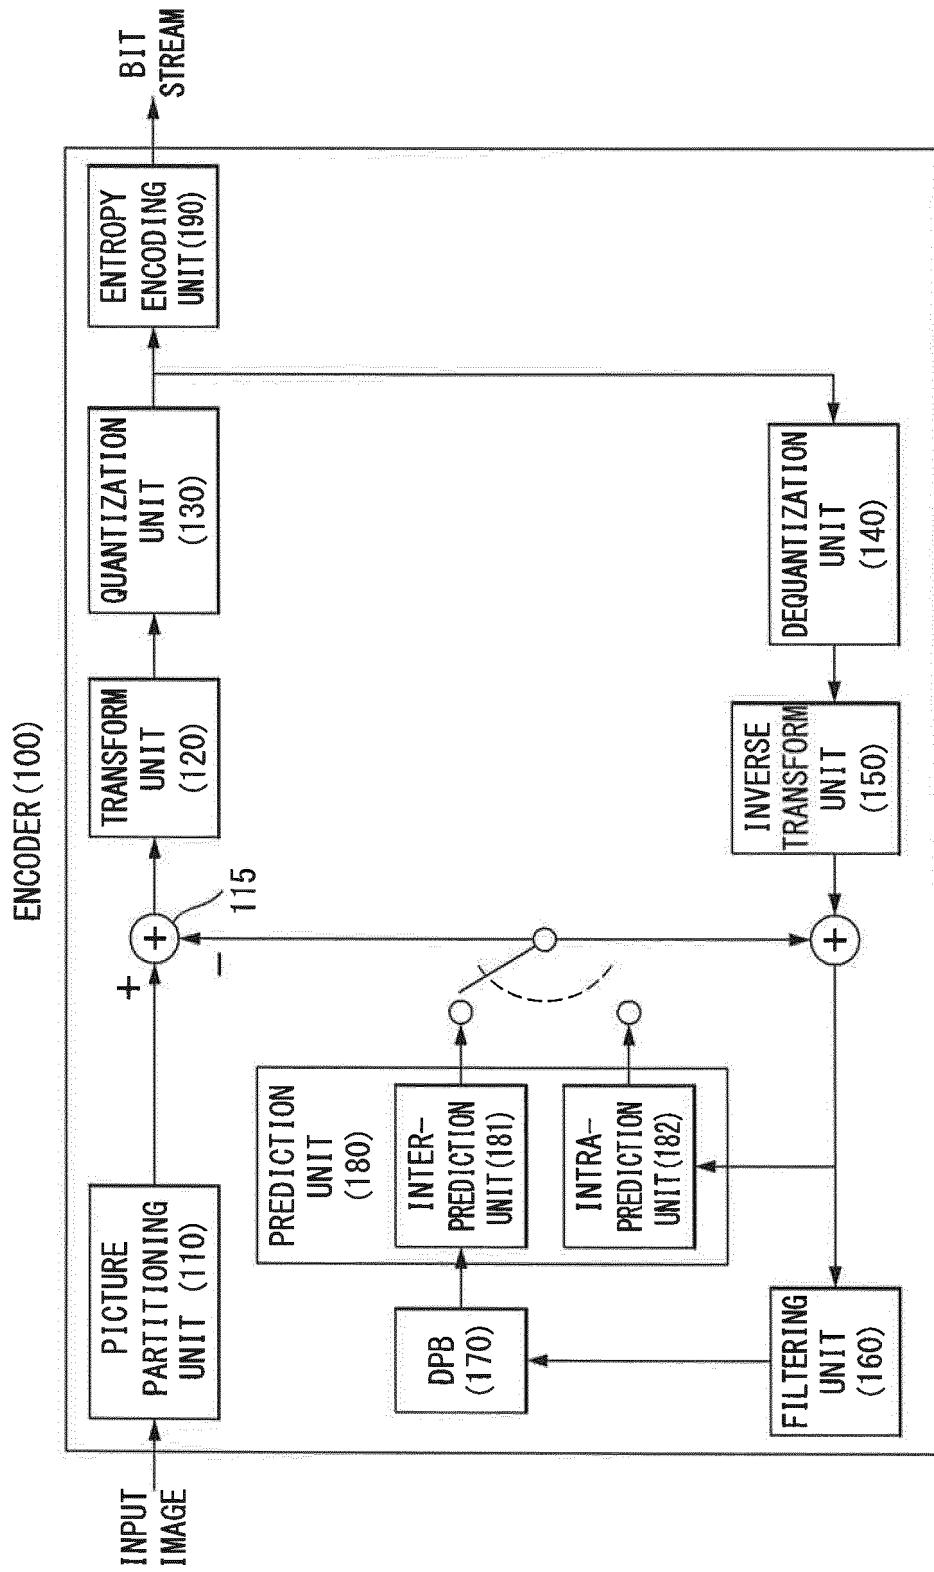 ENCODER(100)
INPUT
IMAGE
PICTURE
PARTITIONING
UNIT(110)
+
+
−
115
TRANSFORM
UNIT
(120)
QUANTIZATION
UNIT
(130)
ENTROPY
ENCODING
UNIT(190)
BIT
STREAM
PREDICTION
UNIT
(180)
INTER-
PREDICTION
UNIT(181)
INTRA-
PREDICTION
UNIT(182)
DPB
(170)
FILTERING
UNIT
(160)
+
INVERSE
TRANSFORM
UNIT
(150)
DEQUANTIZATION
UNIT
(140)